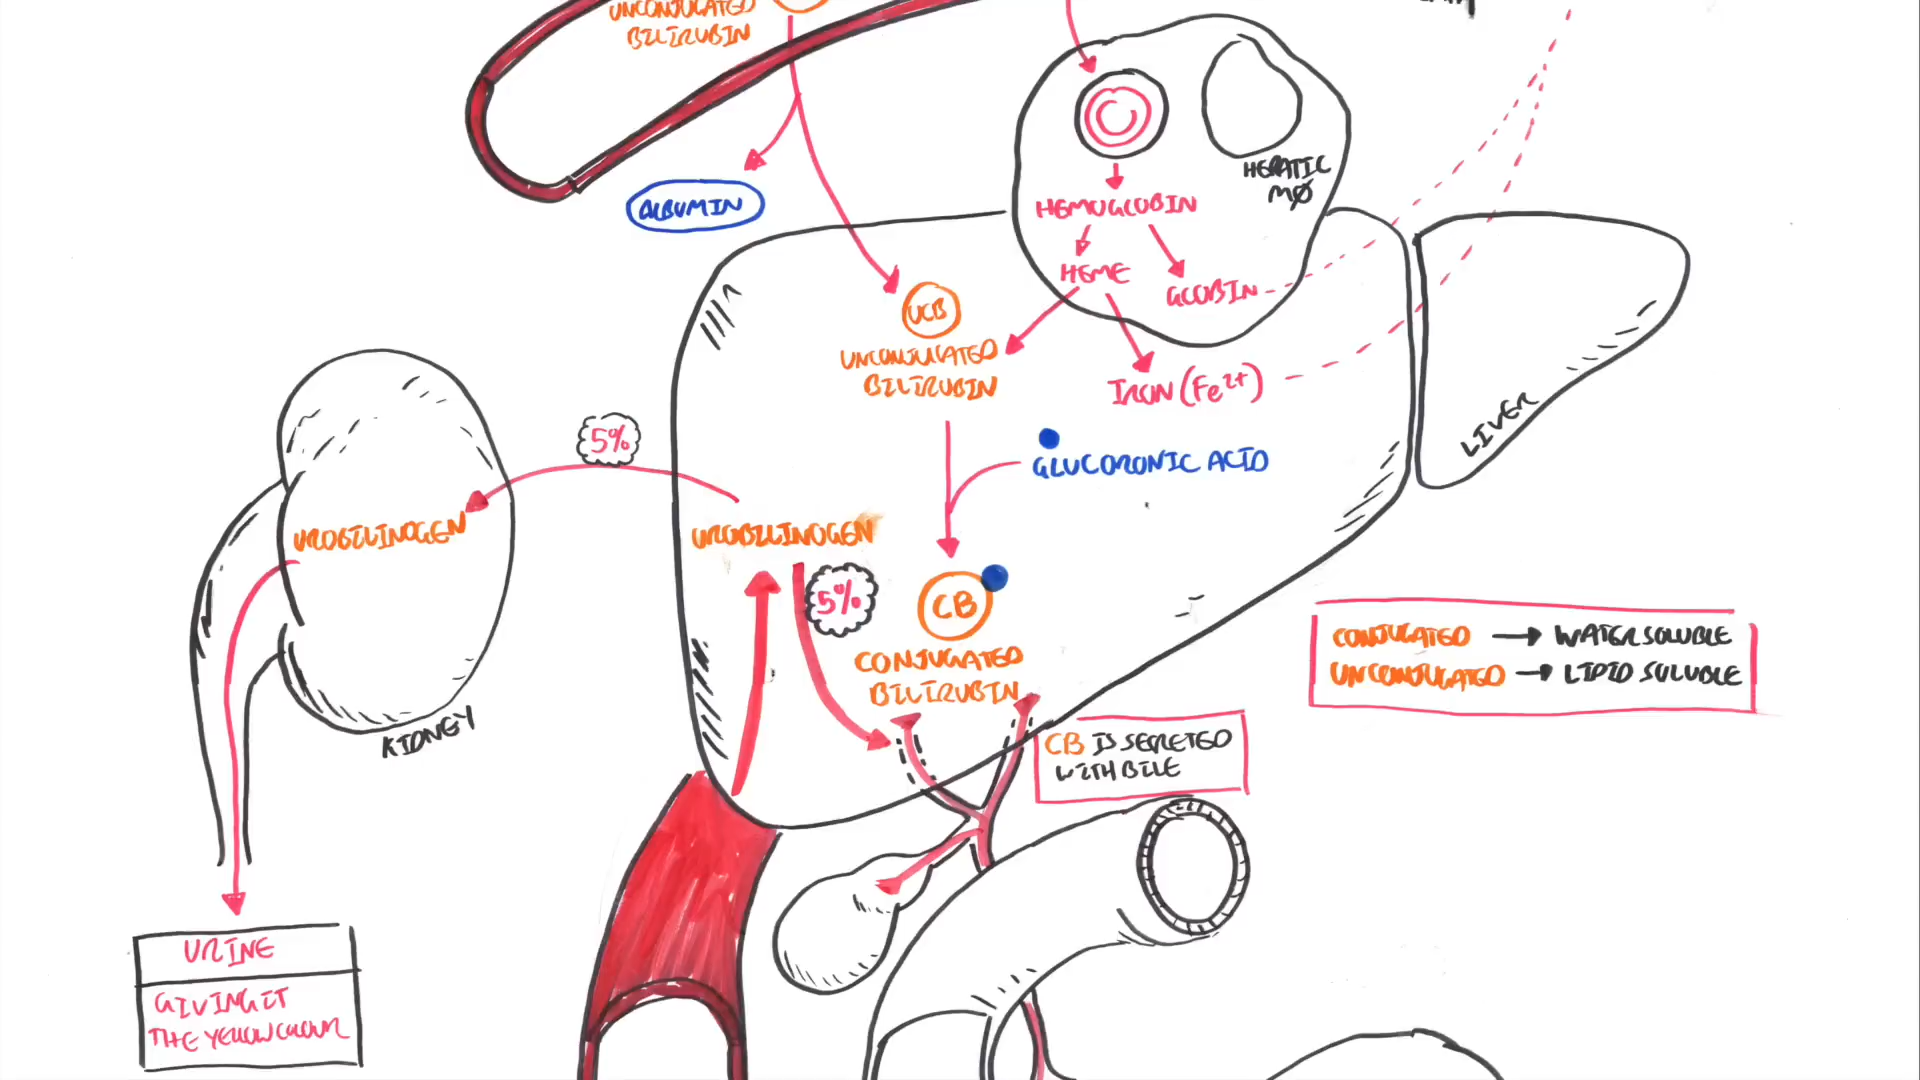 UNCONJUGATED
BILIRUBIN
ALBUMIN
HEPATIC
MØ
HEMOGLOBIN
HEME
GLOBIN
IRON (Fe2+)
UCB
UNCONJUGATED
BILIRUBIN
GLUCORONIC ACID
5%
UROBILINOGEN
UROBILINOGEN
5%
CB
CONJUGATED
BILIRUBIN
LIVER
KIDNEY
CONJUGATED → WATER SOLUBLE
UNCONJUGATED → LIPID SOLUBLE
CB IS SECRETED
WITH BILE
URINE
GIVING IT
THE YELLOW COLOUR